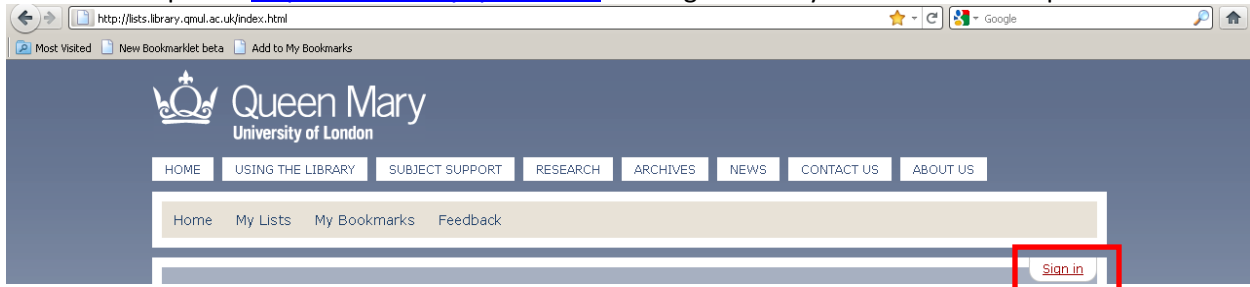 http://lists.library.qmul.ac.uk/index.html Google
Most Visited New Bookmarklet beta Add to My Bookmarks
Queen Mary
University of London
HOME USING THE LIBRARY SUBJECT SUPPORT RESEARCH ARCHIVES NEWS CONTACT US ABOUT US
Home My Lists My Bookmarks Feedback
Sign in